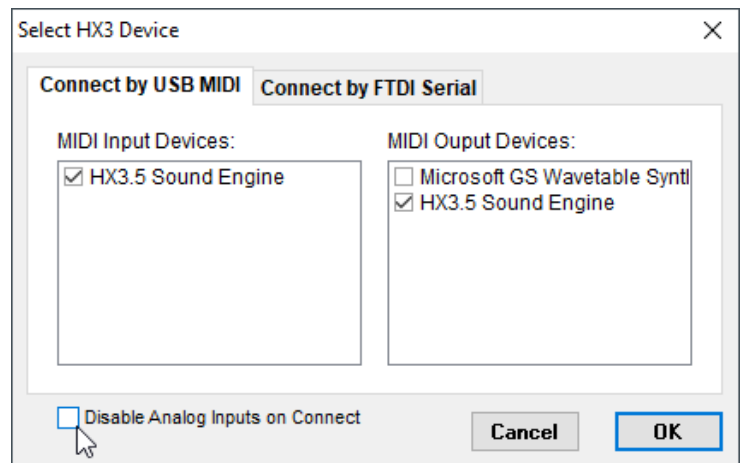 Select HX3 Device
Connect by USB MIDI
Connect by FTDI Serial
MIDI Input Devices:
MIDI Ouput Devices:
HX3.5 Sound Engine
Microsoft GS Wavetable Syntl
HX3.5 Sound Engine
Disable Analog Inputs on Connect
Cancel
OK